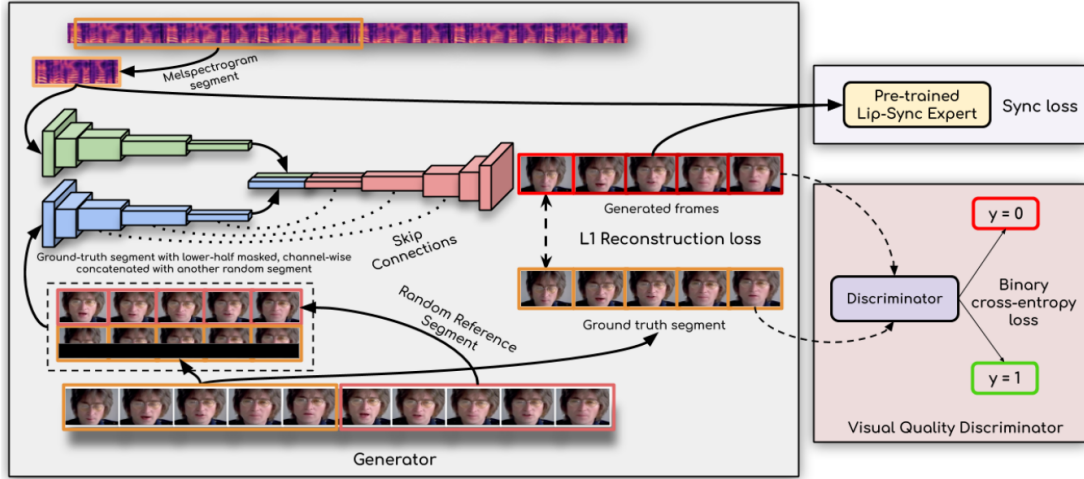 Melspectrogram
segment
Pre-trained
Lip-Sync Expert
Sync loss
Generated frames
L1 Reconstruction loss
Skip
Connections
Ground-truth segment with lower-half masked, channel-wise
concatenated with another random segment
Random Reference
Segment
Ground truth segment
Generator
y = 0
Discriminator
Binary
cross-entropy
loss
y = 1
Visual Quality Discriminator